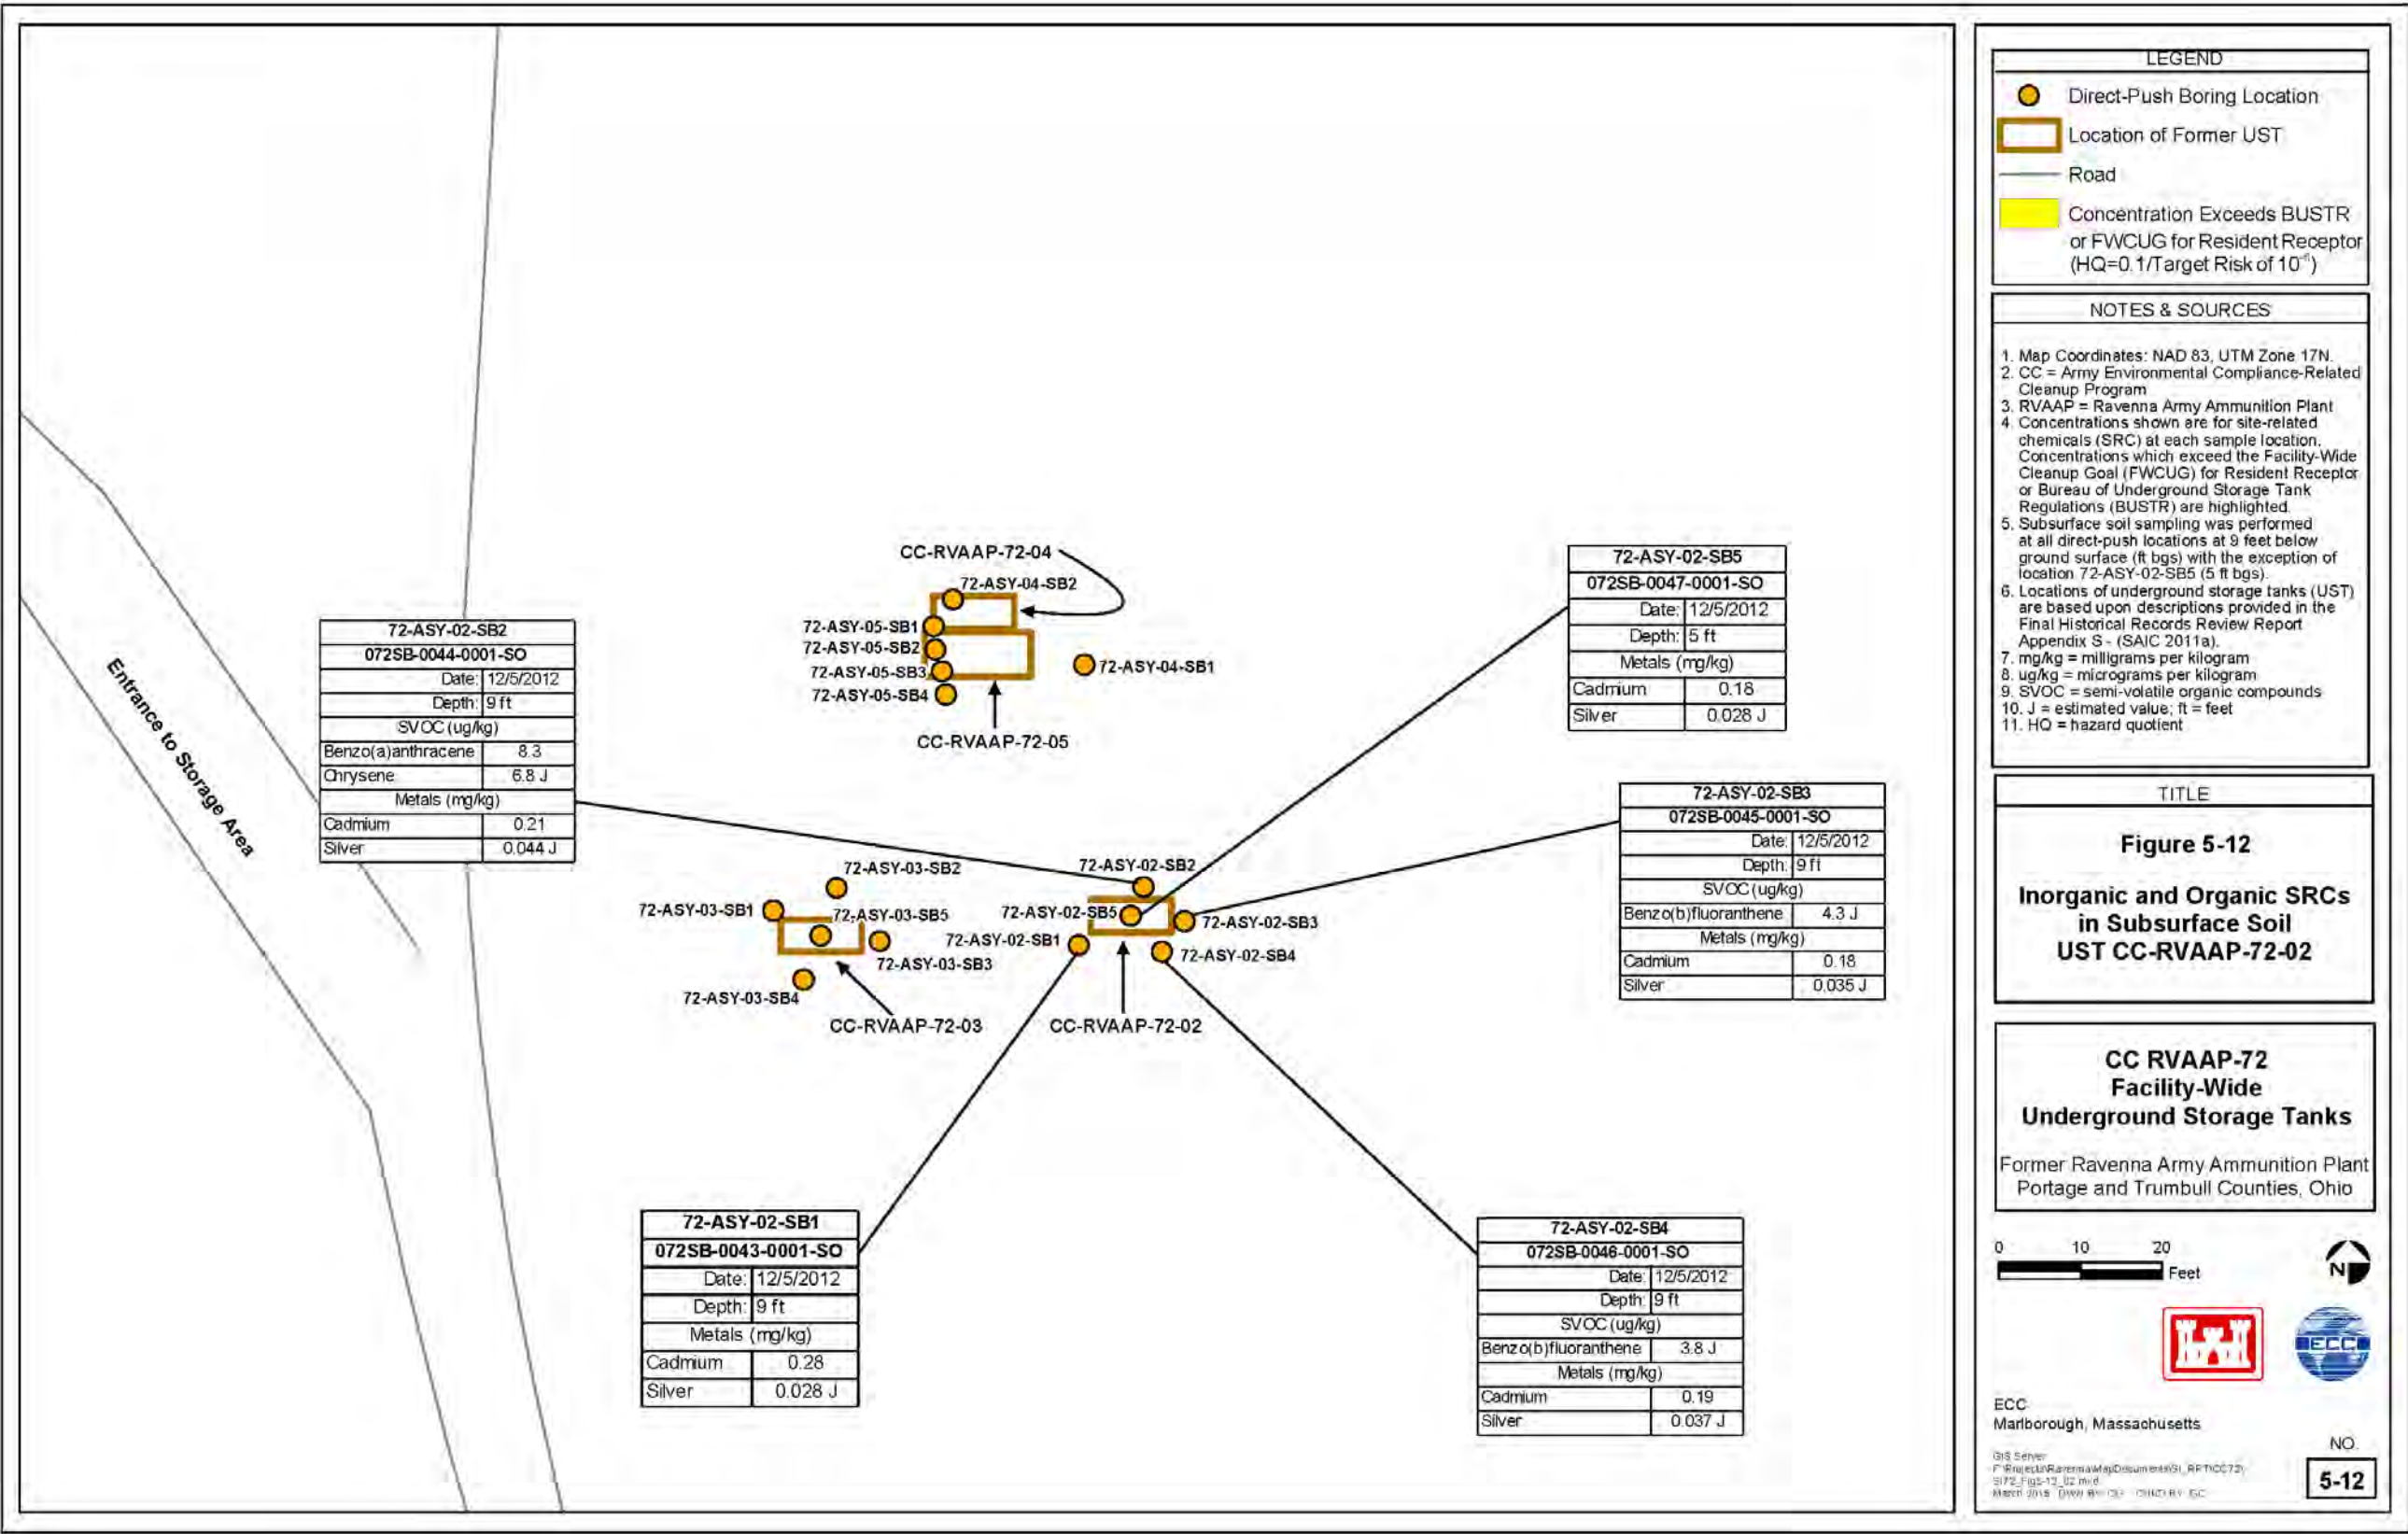 Entrance to Storage Area
72-ASY-02-SB2
072SB-0044-0001-SO
Date: 12/5/2012
Depth: 9 ft
SVOC (ug/kg)
Benzo(a)anthracene 8.3
Chrysene 6.8 J
Metals (mg/kg)
Cadmium 0.21
Silver 0.044 J
CC-RVAAP-72-04
72-ASY-04-SB2
72-ASY-05-SB1
72-ASY-05-SB2
72-ASY-05-SB3
72-ASY-05-SB4
72-ASY-04-SB1
CC-RVAAP-72-05
72-ASY-02-SB5
072SB-0047-0001-SO
Date: 12/5/2012
Depth: 5 ft
Metals (mg/kg)
Cadmium 0.18
Silver 0.028 J
72-ASY-02-SB3
072SB-0045-0001-SO
Date: 12/5/2012
Depth: 9 ft
SVOC (ug/kg)
Benzo(b)fluoranthene 4.3 J
Metals (mg/kg)
Cadmium 0.18
Silver 0.035 J
72-ASY-03-SB2
72-ASY-03-SB1
72-ASY-03-SB5
72-ASY-03-SB3
72-ASY-03-SB4
CC-RVAAP-72-03
72-ASY-02-SB2
72-ASY-02-SB5
72-ASY-02-SB3
72-ASY-02-SB1
72-ASY-02-SB4
CC-RVAAP-72-02
72-ASY-02-SB1
072SB-0043-0001-SO
Date: 12/5/2012
Depth: 9 ft
Metals (mg/kg)
Cadmium 0.28
Silver 0.028 J
72-ASY-02-SB4
072SB-0046-0001-SO
Date: 12/5/2012
Depth: 9 ft
SVOC (ug/kg)
Benzo(b)fluoranthene 3.8 J
Metals (mg/kg)
Cadmium 0.19
Silver 0.037 J
LEGEND
Direct-Push Boring Location
Location of Former UST
Road
Concentration Exceeds BUSTR
or FWCUG for Resident Receptor
(HQ=0.1/Target Risk of 10⁻⁶)
NOTES & SOURCES
1. Map Coordinates: NAD 83, UTM Zone 17N.
2. CC = Army Environmental Compliance-Related
Cleanup Program
3. RVAAP = Ravenna Army Ammunition Plant
4. Concentrations shown are for site-related
chemicals (SRC) at each sample location.
Concentrations which exceed the Facility-Wide
Cleanup Goal (FWCUG) for Resident Receptor
or Bureau of Underground Storage Tank
Regulations (BUSTR) are highlighted.
5. Subsurface soil sampling was performed
at all direct-push locations at 9 feet below
ground surface (ft bgs) with the exception of
location 72-ASY-02-SB5 (5 ft bgs).
6. Locations of underground storage tanks (UST)
are based upon descriptions provided in the
Final Historical Records Review Report
Appendix S - (SAIC 2011a).
7. mg/kg = milligrams per kilogram
8. ug/kg = micrograms per kilogram
9. SVOC = semi-volatile organic compounds
10. J = estimated value; ft = feet
11. HQ = hazard quotient
TITLE
Figure 5-12
Inorganic and Organic SRCs
in Subsurface Soil
UST CC-RVAAP-72-02
CC RVAAP-72
Facility-Wide
Underground Storage Tanks
Former Ravenna Army Ammunition Plant
Portage and Trumbull Counties, Ohio
0 10 20
Feet
N
ECC
ECC
Marlborough, Massachusetts
GIS Server
NO.
5-12